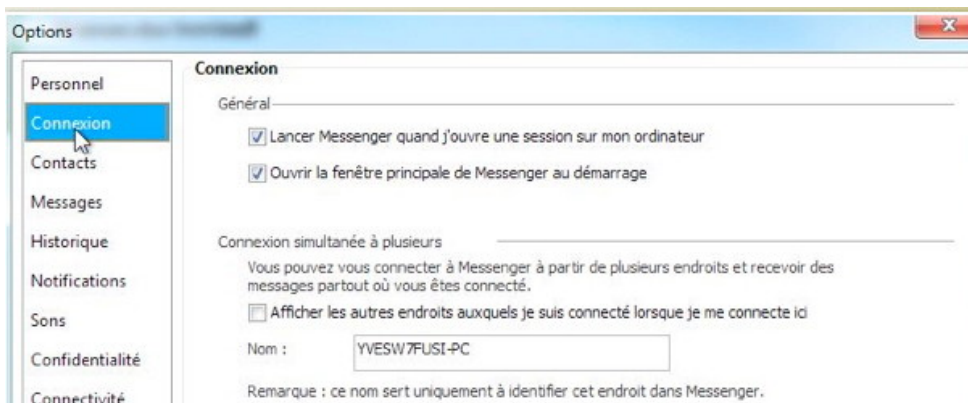 Options
Personnel
Connexion
Contacts
Messages
Historique
Notifications
Sons
Confidentialité
Connectivité
Connexion
Général
Lancer Messenger quand j'ouvre une session sur mon ordinateur
Ouvrir la fenêtre principale de Messenger au démarrage
Connexion simultanée à plusieurs
Vous pouvez vous connecter à Messenger à partir de plusieurs endroits et recevoir des
messages partout où vous êtes connecté.
Afficher les autres endroits auxquels je suis connecté lorsque je me connecte ici
Nom :
YVESW7FUSI-PC
Remarque : ce nom sert uniquement à identifier cet endroit dans Messenger.